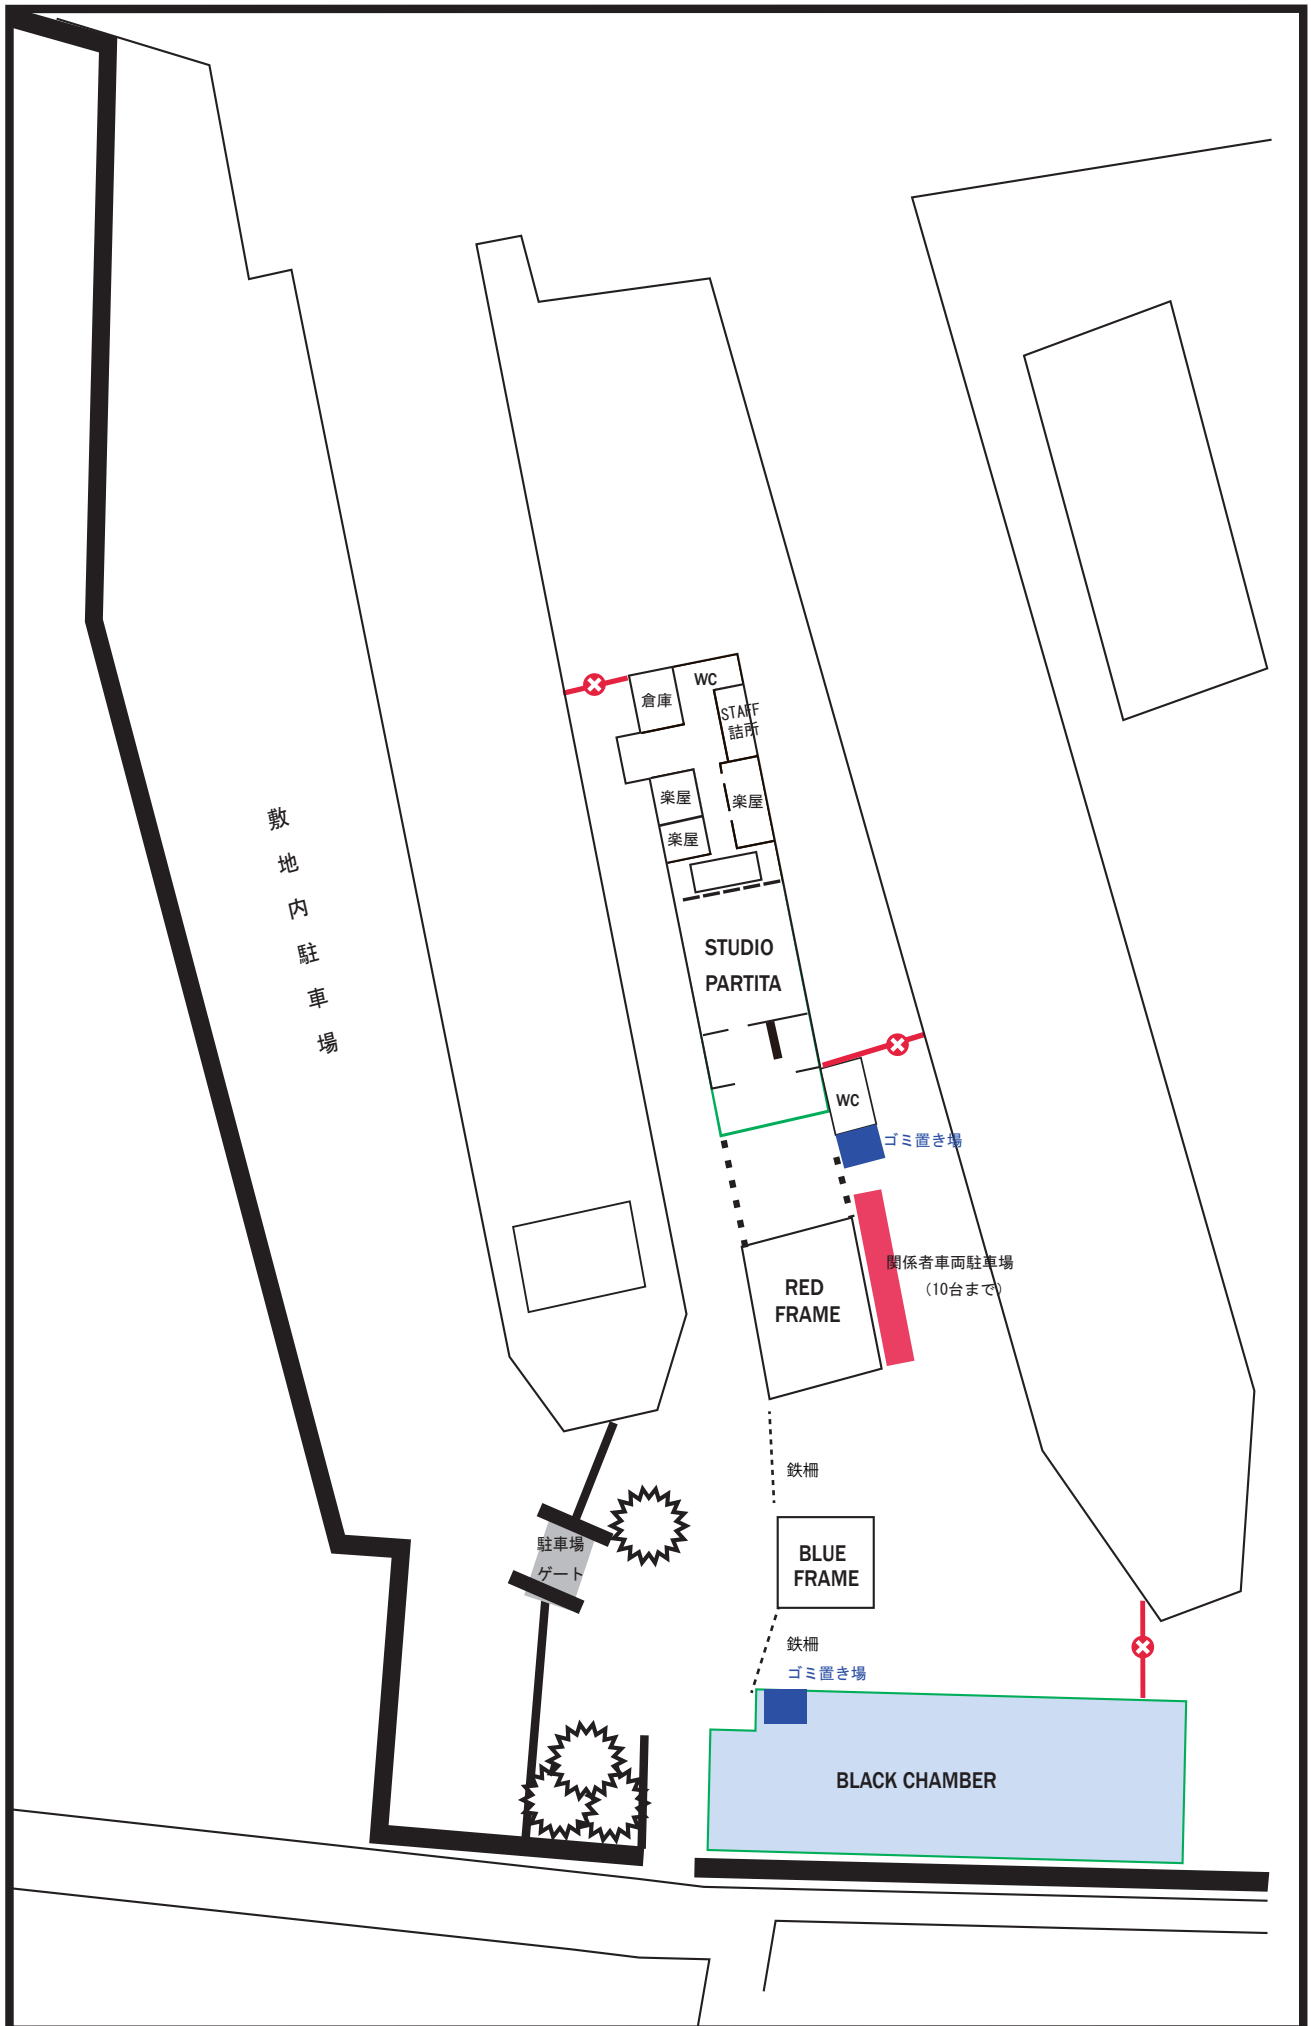 WC
倉庫
STAFF
詰所
楽屋
楽屋
楽屋
敷地内駐車場
STUDIO
PARTITA
WC
ゴミ置き場
関係者車両駐車場
（10台まで）
RED
FRAME
鉄柵
駐車場
ゲート
BLUE
FRAME
鉄柵
ゴミ置き場
BLACK CHAMBER